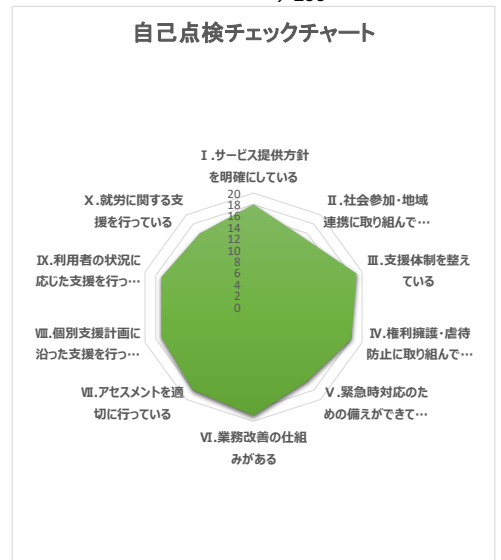 自己点検チェックチャート
Ⅰ.サービス提供方針
を明確にしている
Ⅱ.社会参加・地域
連携に取り組んで…
Ⅲ.支援体制を整え
ている
Ⅳ.権利擁護・虐待
防止に取り組んで…
Ⅴ.緊急時対応のた
めの備えができて…
Ⅵ.業務改善の仕組
みがある
Ⅶ.アセスメントを適
切に行っている
Ⅷ.個別支援計画に
沿った支援を行っ…
Ⅸ.利用者の状況に
応じた支援を行っ…
Ⅹ.就労に関する支
援を行っている
20
18
16
14
12
10
8
6
4
2
0